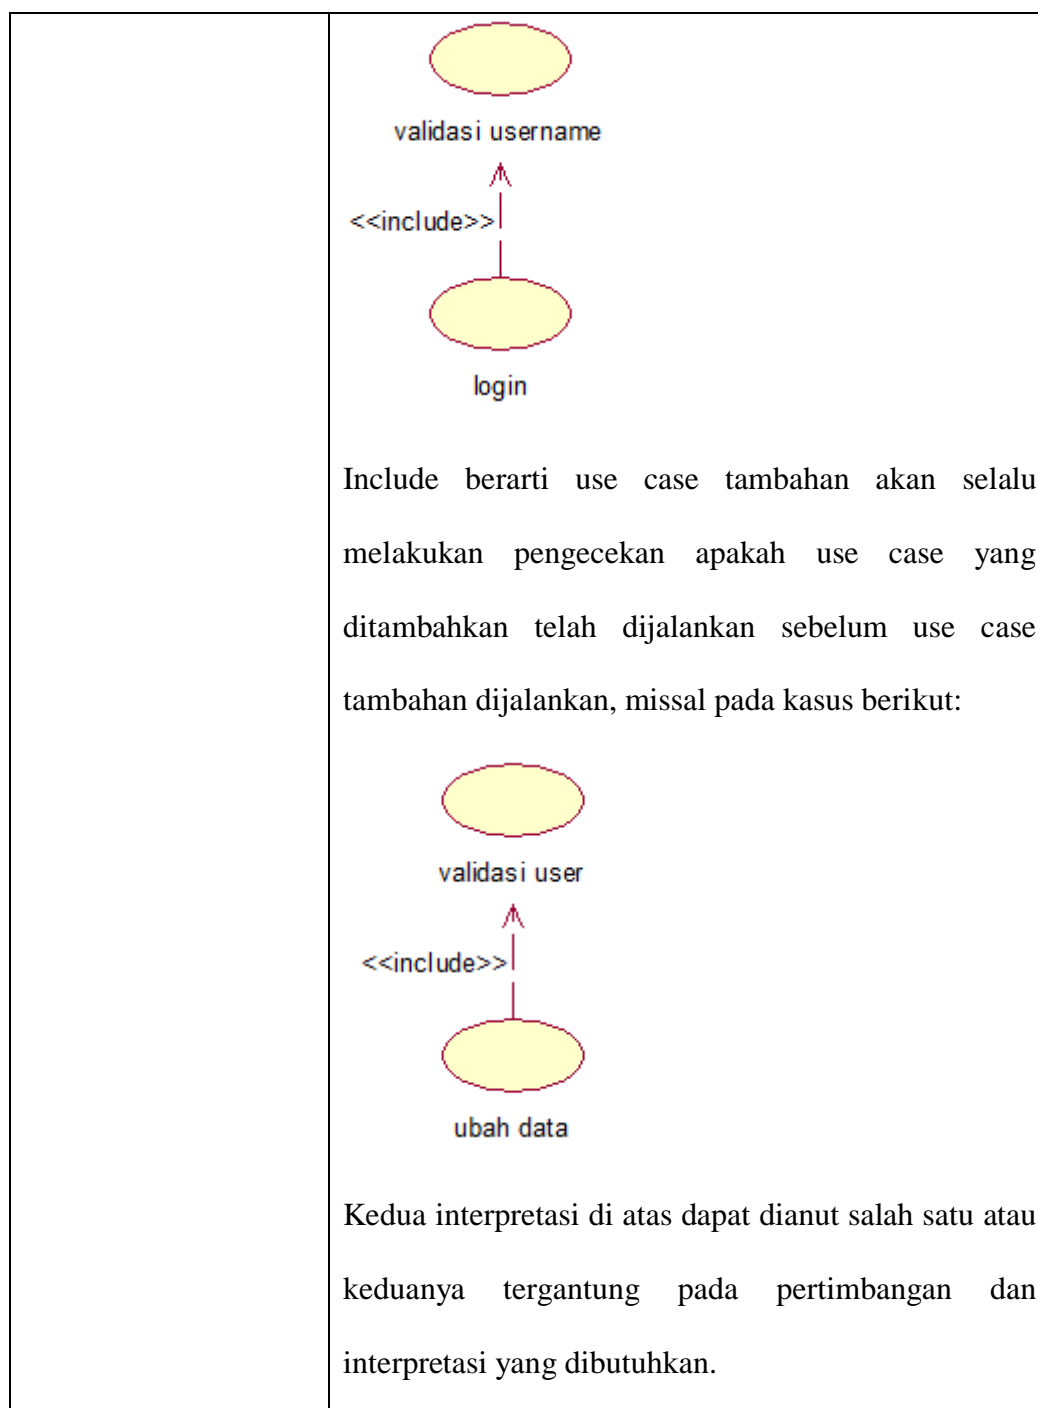 validasi username
<<include>>
login
Include berarti use case tambahan akan selalu
melakukan pengecekan apakah use case yang
ditambahkan telah dijalankan sebelum use case
tambahan dijalankan, missal pada kasus berikut:
validasi user
<<include>>
ubah data
Kedua interpretasi di atas dapat dianut salah satu atau
keduanya tergantung pada pertimbangan dan
interpretasi yang dibutuhkan.